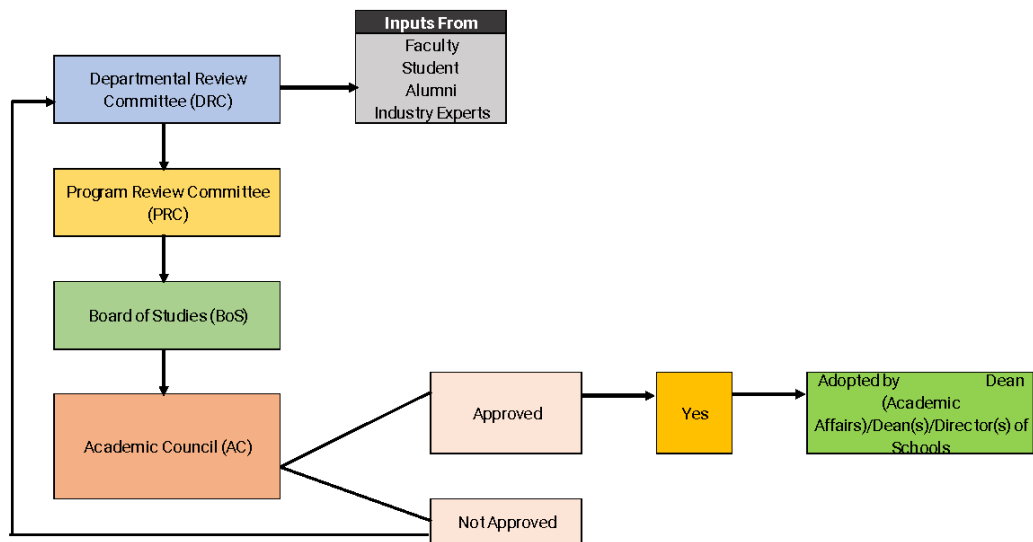 Inputs From
Faculty
Student
Alumni
Industry Experts
Departmental Review
Committee (DRC)
Program Review Committee
(PRC)
Board of Studies (BoS)
Academic Council (AC)
Approved
Yes
Adopted by Dean
(Academic
Affairs)/Dean(s)/Director(s) of
Schools
Not Approved